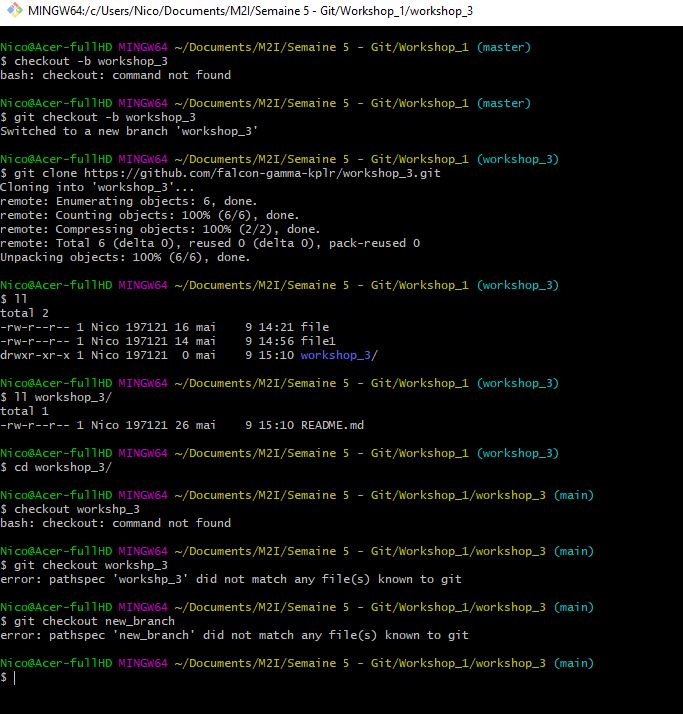 MINGW64:/c/Users/Nico/Documents/M2I/Semaine 5 - Git/Workshop_1/workshop_3
Nico@Acer-fullHD MINGW64 ~/Documents/M2I/Semaine 5 - Git/Workshop_1 (master)
$ checkout -b workshop_3
bash: checkout: command not found
Nico@Acer-fullHD MINGW64 ~/Documents/M2I/Semaine 5 - Git/Workshop_1 (master)
$ git checkout -b workshop_3
Switched to a new branch 'workshop_3'
Nico@Acer-fullHD MINGW64 ~/Documents/M2I/Semaine 5 - Git/Workshop_1 (workshop_3)
$ git clone https://github.com/falcon-gamma-kplr/workshop_3.git
Cloning into 'workshop_3'...
remote: Enumerating objects: 6, done.
remote: Counting objects: 100% (6/6), done.
remote: Compressing objects: 100% (2/2), done.
remote: Total 6 (delta 0), reused 0 (delta 0), pack-reused 0
Unpacking objects: 100% (6/6), done.
Nico@Acer-fullHD MINGW64 ~/Documents/M2I/Semaine 5 - Git/Workshop_1 (workshop_3)
$ ll
total 2
-rw-r--r-- 1 Nico 197121 16 mai    9 14:21 file
-rw-r--r-- 1 Nico 197121 14 mai    9 14:56 file1
drwxr-xr-x 1 Nico 197121  0 mai    9 15:10 workshop_3/
Nico@Acer-fullHD MINGW64 ~/Documents/M2I/Semaine 5 - Git/Workshop_1 (workshop_3)
$ ll workshop_3/
total 1
-rw-r--r-- 1 Nico 197121 26 mai    9 15:10 README.md
Nico@Acer-fullHD MINGW64 ~/Documents/M2I/Semaine 5 - Git/Workshop_1 (workshop_3)
$ cd workshop_3/
Nico@Acer-fullHD MINGW64 ~/Documents/M2I/Semaine 5 - Git/Workshop_1/workshop_3 (main)
$ checkout workshp_3
bash: checkout: command not found
Nico@Acer-fullHD MINGW64 ~/Documents/M2I/Semaine 5 - Git/Workshop_1/workshop_3 (main)
$ git checkout workshp_3
error: pathspec 'workshp_3' did not match any file(s) known to git
Nico@Acer-fullHD MINGW64 ~/Documents/M2I/Semaine 5 - Git/Workshop_1/workshop_3 (main)
$ git checkout new_branch
error: pathspec 'new_branch' did not match any file(s) known to git
Nico@Acer-fullHD MINGW64 ~/Documents/M2I/Semaine 5 - Git/Workshop_1/workshop_3 (main)
$